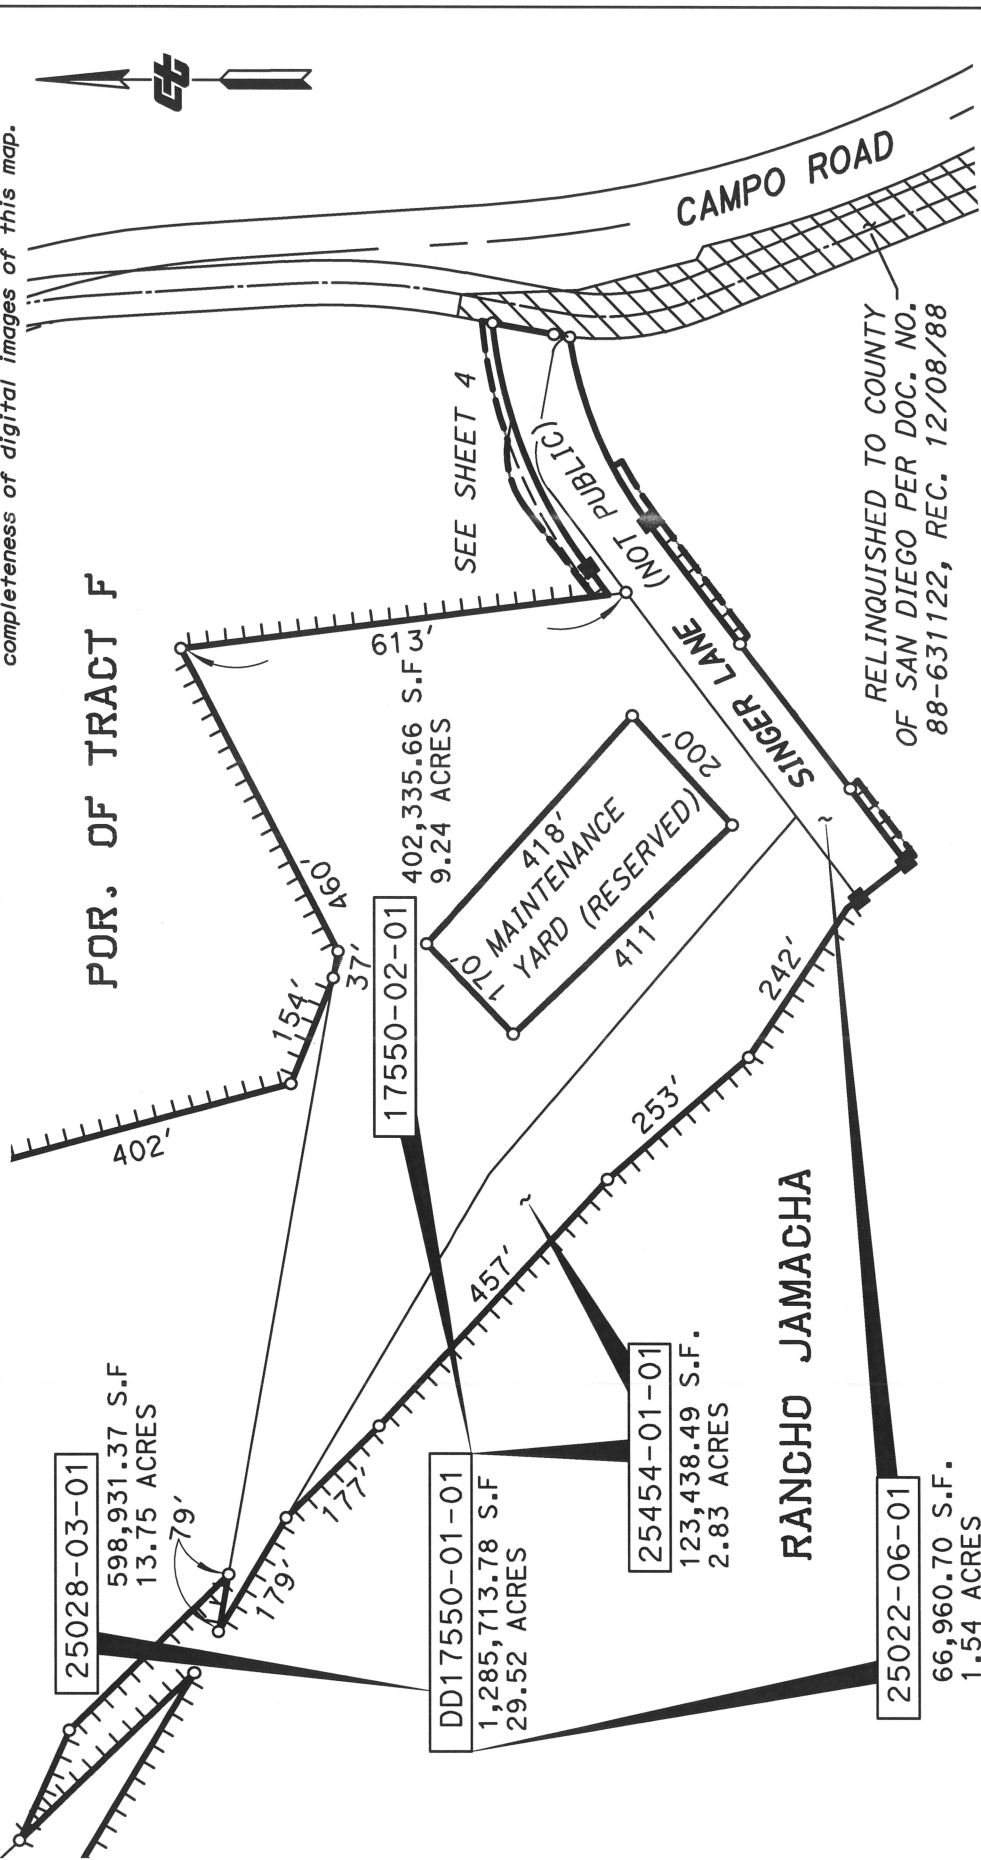 completeness of digital images of this map.
POR. OF TRACT F
CAMPO ROAD
SEE SHEET 4
613'
460'
37'
154'
402'
402,335.66 S.F
9.24 ACRES
17550-02-01
418'
170'
MAINTENANCE
YARD (RESERVED)
200'
411'
(NOT PUBLIC)
SINGER LANE
RELINQUISHED TO COUNTY
OF SAN DIEGO PER DOC. NO.
88-631122, REC. 12/08/88
242'
253'
457'
177'
179'
79'
25028-03-01
598,931.37 S.F
13.75 ACRES
DD17550-01-01
1,285,713.78 S.F
29.52 ACRES
25454-01-01
123,438.49 S.F.
2.83 ACRES
RANCHO JAMACHA
25022-06-01
66,960.70 S.F.
1.54 ACRES
ct